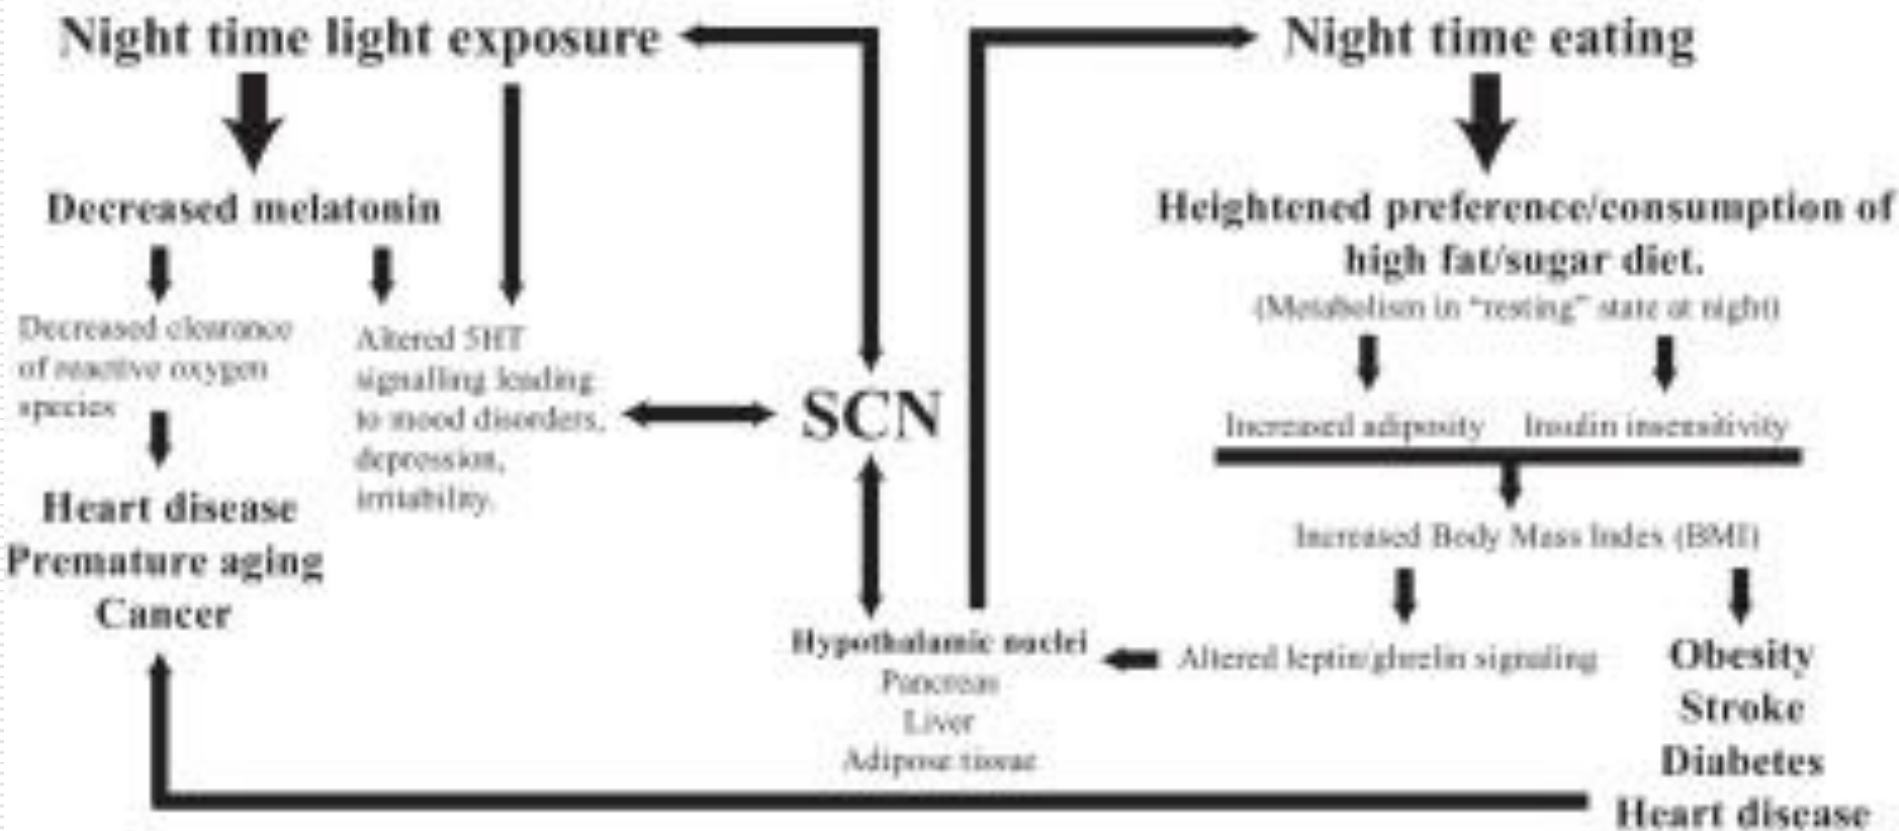 Night time light exposure
Night time eating
Decreased melatonin
Heightened preference/consumption of
high fat/sugar diet.
(Metabolism in "resting" state at night)
Decreased clearance
of reactive oxygen
species
Altered 5HT
signalling leading
to mood disorders,
depression,
irritability.
SCN
Increased adiposity
Insulin insensitivity
Heart disease
Premature aging
Cancer
Increased Body Mass Index (BMI)
Hypothalamic nuclei
Pancreas
Liver
Adipose tissue
Altered leptin/ghrelin signaling
Obesity
Stroke
Diabetes
Heart disease